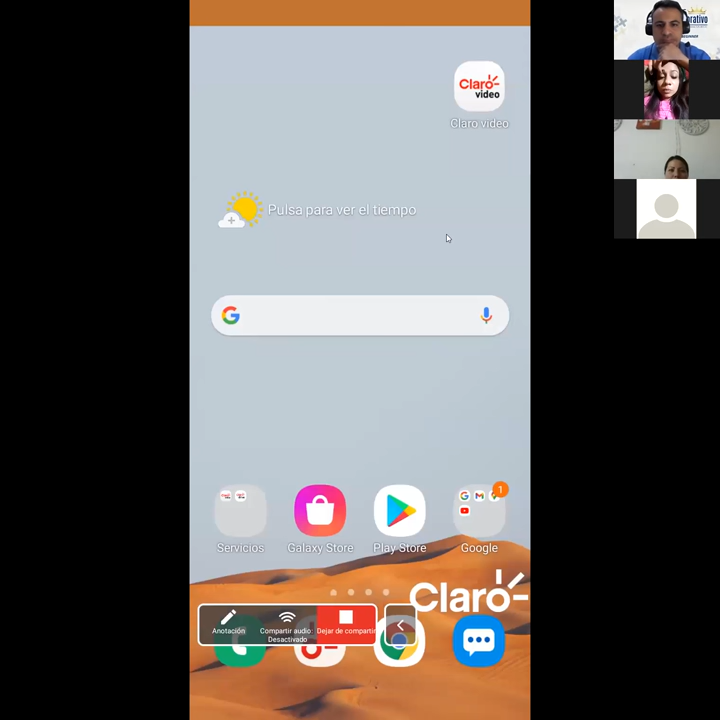 Claro
video
Claro video
Pulsa para ver el tiempo
1
Servicios
Galaxy Store
Play Store
Google
Claro
Anotación
Compartir audio:
Desactivado
Dejar de compartir